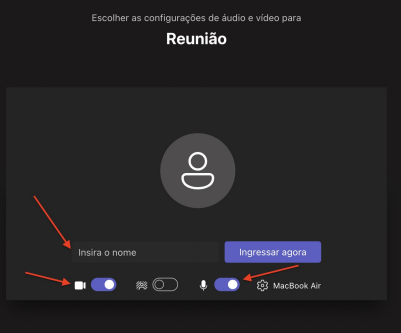 Escolher as configurações de áudio e vídeo para
Reunião
Insira o nome
Ingressar agora
MacBook Air